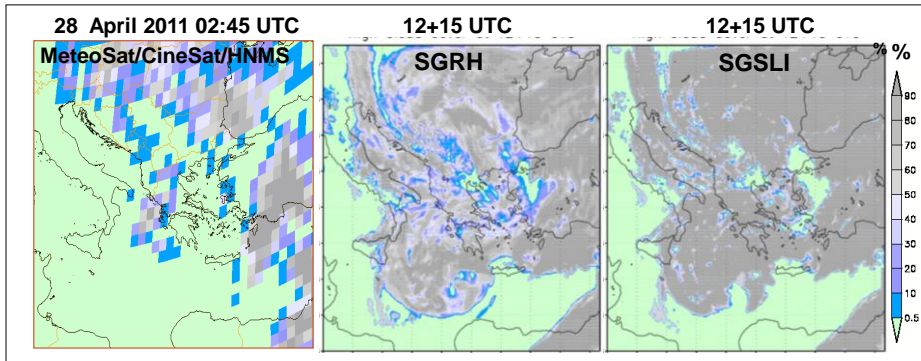 28 April 2011 02:45 UTC
12+15 UTC
12+15 UTC
MeteoSat/CineSat/HNMS
SGRH
SGSLI
% %
90
80
70
60
50
40
30
20
10
0.5